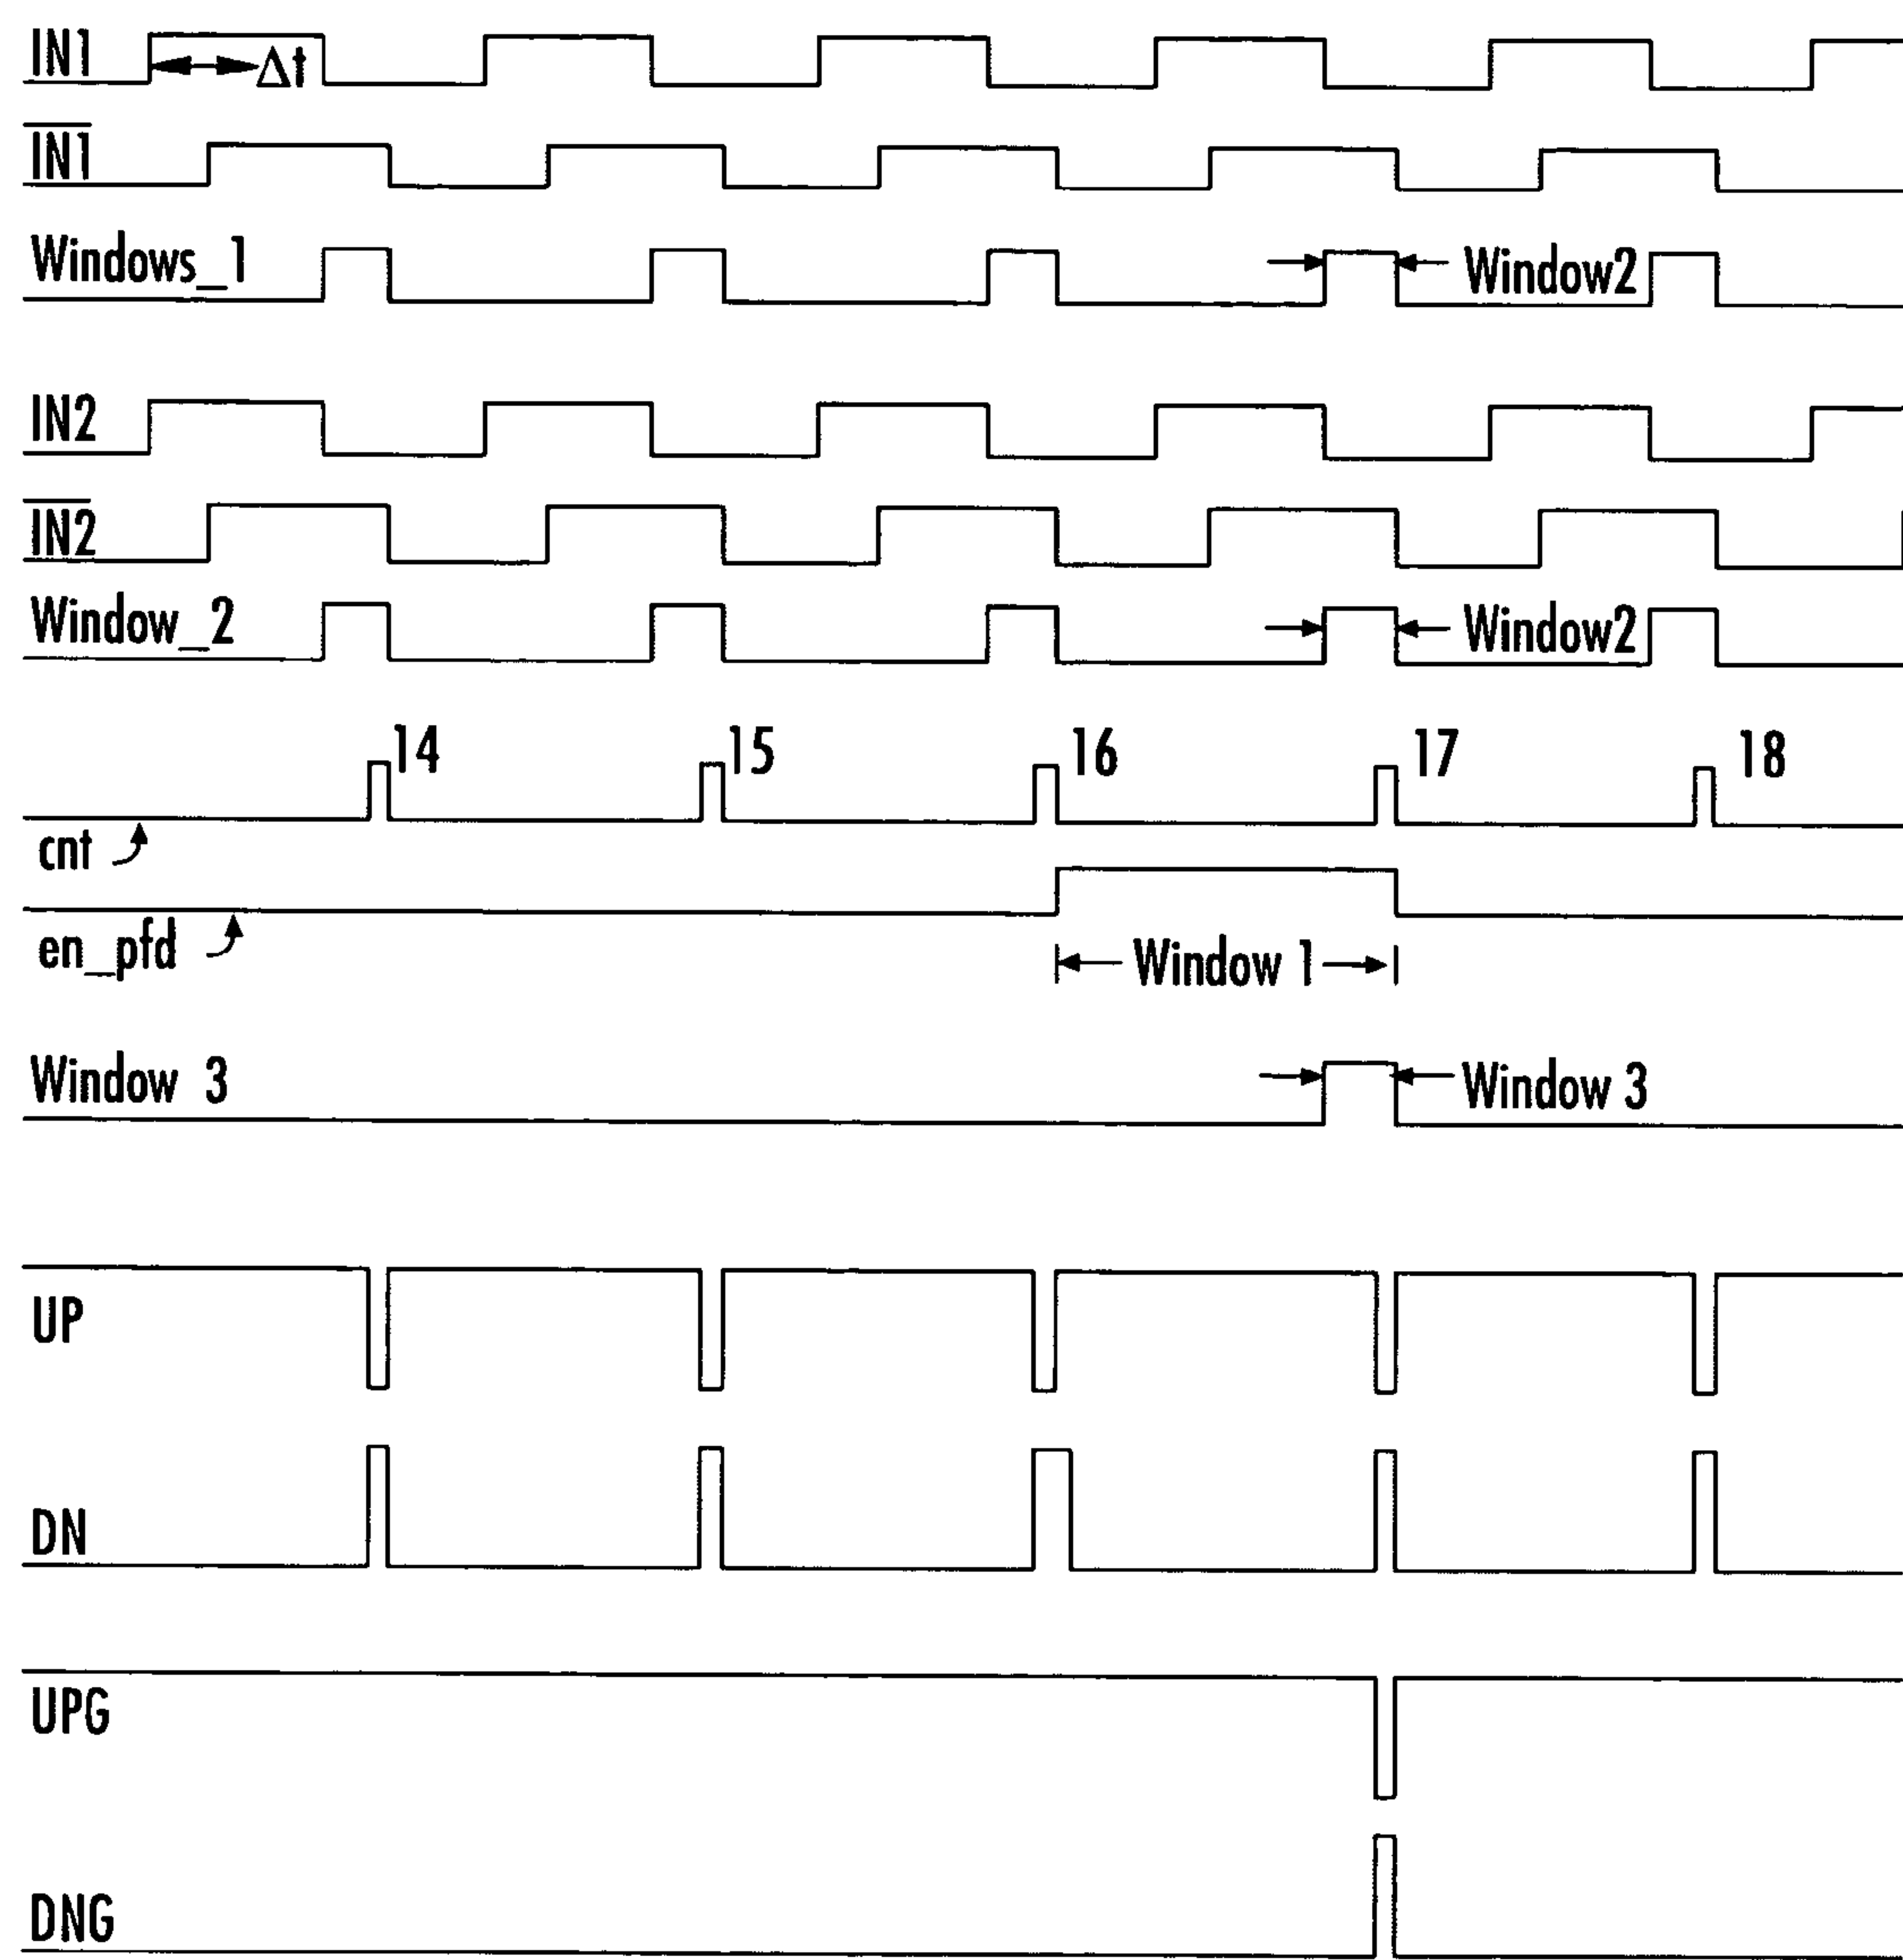 IN1 Δt
IN1
Windows_1 Window2
IN2
IN2
Window_2 Window2
14 15 16 17 18
cnt
en_pfd Window 1
Window 3 Window 3
UP
DN
UPG
DNG